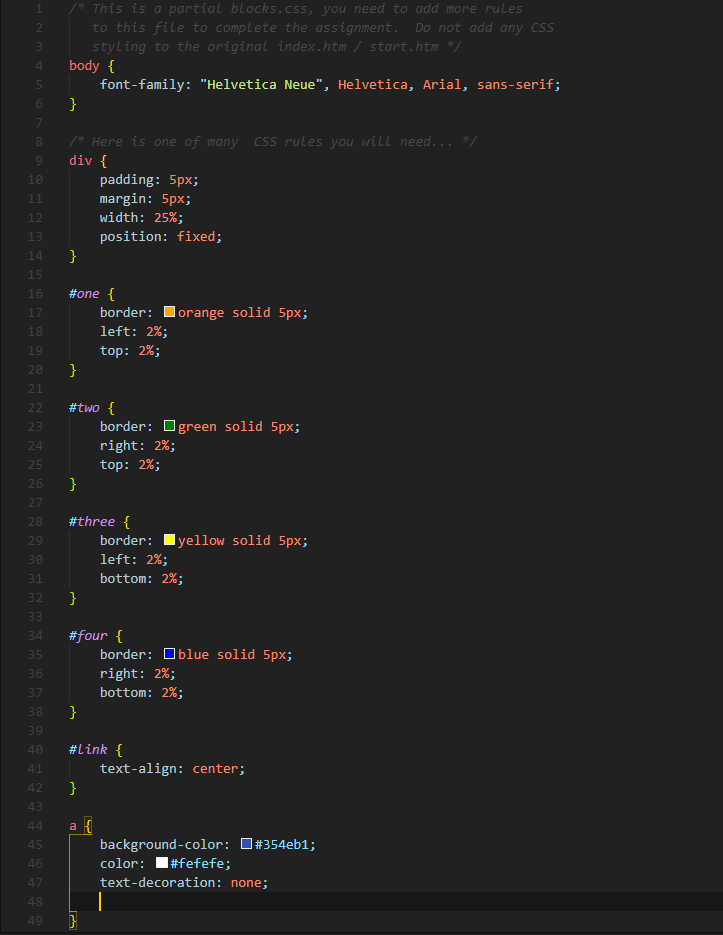 1 /* This is a partial blocks.css, you need to add more rules
2    to this file to complete the assignment.  Do not add any CSS
3    styling to the original index.htm / start.htm */
4 body {
5     font-family: "Helvetica Neue", Helvetica, Arial, sans-serif;
6 }
7
8 /* Here is one of many  CSS rules you will need... */
9 div {
10     padding: 5px;
11     margin: 5px;
12     width: 25%;
13     position: fixed;
14 }
15
16 #one {
17     border: orange solid 5px;
18     left: 2%;
19     top: 2%;
20 }
21
22 #two {
23     border: green solid 5px;
24     right: 2%;
25     top: 2%;
26 }
27
28 #three {
29     border: yellow solid 5px;
30     left: 2%;
31     bottom: 2%;
32 }
33
34 #four {
35     border: blue solid 5px;
36     right: 2%;
37     bottom: 2%;
38 }
39
40 #link {
41     text-align: center;
42 }
43
44 a {
45     background-color: #354eb1;
46     color: #fefefe;
47     text-decoration: none;
48
49 }